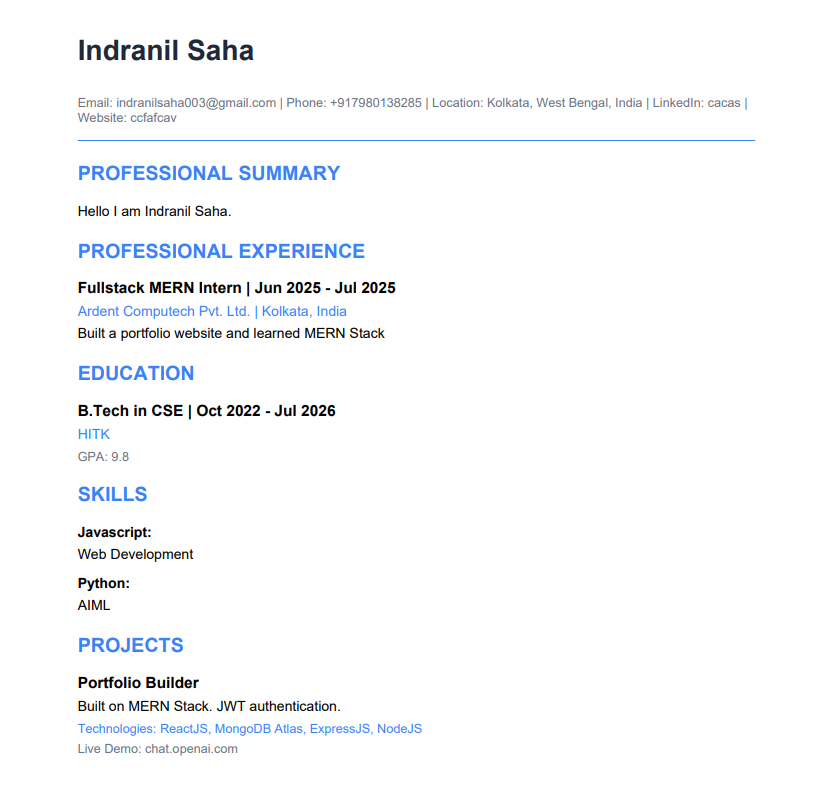 Indranil Saha
Email: indranilsaha003@gmail.com | Phone: +917980138285 | Location: Kolkata, West Bengal, India | LinkedIn: cacas |
Website: ccfafcav
PROFESSIONAL SUMMARY
Hello I am Indranil Saha.
PROFESSIONAL EXPERIENCE
Fullstack MERN Intern | Jun 2025 - Jul 2025
Ardent Computech Pvt. Ltd. | Kolkata, India
Built a portfolio website and learned MERN Stack
EDUCATION
B.Tech in CSE | Oct 2022 - Jul 2026
HITK
GPA: 9.8
SKILLS
Javascript:
Web Development
Python:
AIML
PROJECTS
Portfolio Builder
Built on MERN Stack. JWT authentication.
Technologies: ReactJS, MongoDB Atlas, ExpressJS, NodeJS
Live Demo: chat.openai.com